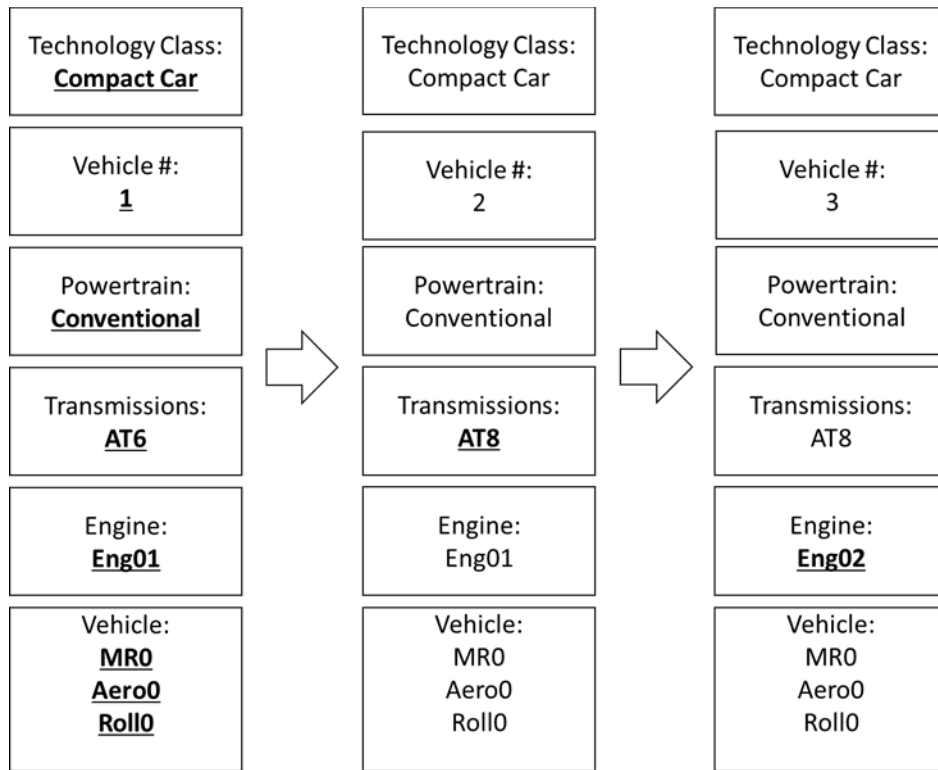 Technology Class:
Compact Car
Vehicle #:
1
Powertrain:
Conventional
Transmissions:
AT6
Engine:
Eng01
Vehicle:
MR0
Aero0
Roll0
Technology Class:
Compact Car
Vehicle #:
2
Powertrain:
Conventional
Transmissions:
AT8
Engine:
Eng01
Vehicle:
MR0
Aero0
Roll0
Technology Class:
Compact Car
Vehicle #:
3
Powertrain:
Conventional
Transmissions:
AT8
Engine:
Eng02
Vehicle:
MR0
Aero0
Roll0